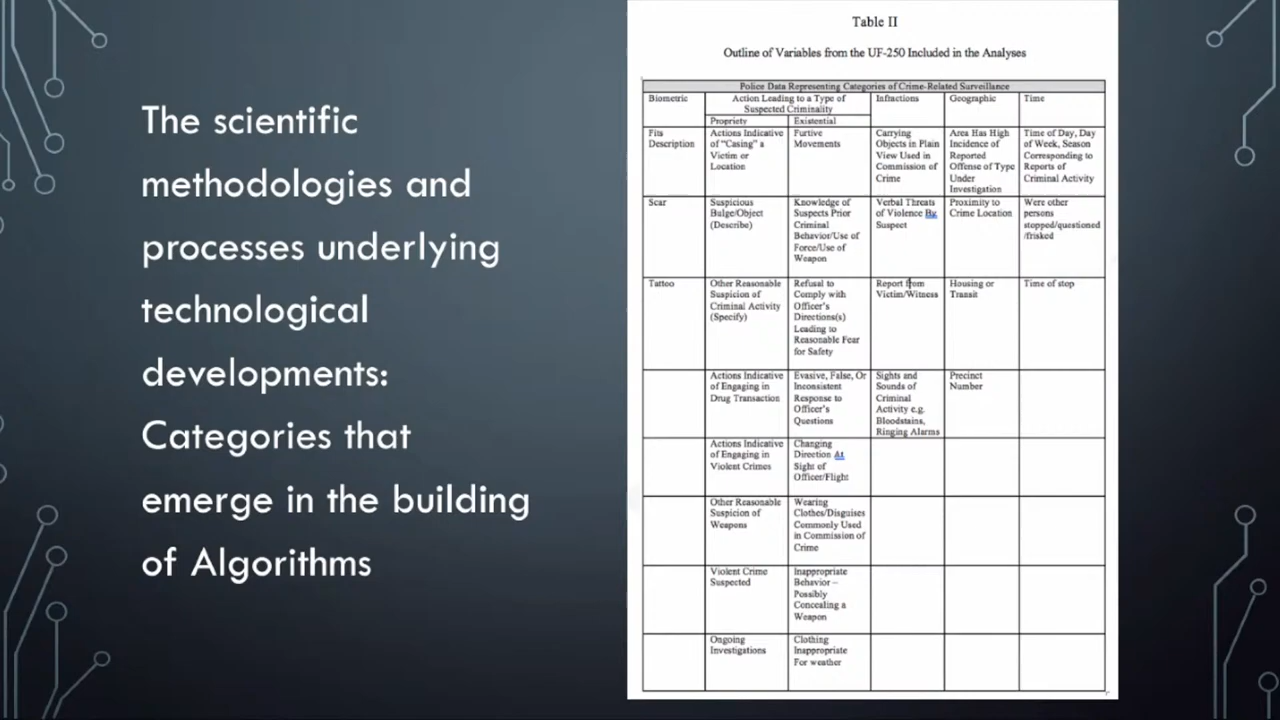 The scientific
methodologies and
processes underlying
technological
developments:
Categories that
emerge in the building
of Algorithms
Table II
Outline of Variables from the UF-250 Included in the Analyses
Police Data Representing Categories of Crime-Related Surveillance
Biometric
Action Leading to a Type of
Suspected Criminality
Infractions
Geographic
Time
Propriety
Existential
Fits
Description
Actions Indicative
of “Casing” a
Victim or
Location
Furtive
Movements
Carrying
Objects in Plain
View Used in
Commission of
Crime
Area Has High
Incidence of
Reported
Offense of Type
Under
Investigation
Time of Day, Day
of Week, Season
Corresponding to
Reports of
Criminal Activity
Scar
Suspicious
Bulge/Object
(Describe)
Knowledge of
Suspects Prior
Criminal
Behavior/Use of
Force/Use of
Weapon
Verbal Threats
of Violence By
Suspect
Proximity to
Crime Location
Were other
persons
stopped/questioned
/frisked
Tattoo
Other Reasonable
Suspicion of
Criminal Activity
(Specify)
Refusal to
Comply with
Officer’s
Directions(s)
Leading to
Reasonable Fear
for Safety
Report from
Victim/Witness
Housing or
Transit
Time of stop
Actions Indicative
of Engaging in
Drug Transaction
Evasive, False, Or
Inconsistent
Response to
Officer’s
Questions
Sights and
Sounds of
Criminal
Activity e.g.
Bloodstains,
Ringing Alarms
Precinct
Number
Actions Indicative
of Engaging in
Violent Crimes
Changing
Direction At
Sight of
Officer/Flight
Other Reasonable
Suspicion of
Weapons
Wearing
Clothes/Disguises
Commonly Used
in Commission of
Crime
Violent Crime
Suspected
Inappropriate
Behavior –
Possibly
Concealing a
Weapon
Ongoing
Investigations
Clothing
Inappropriate
For weather